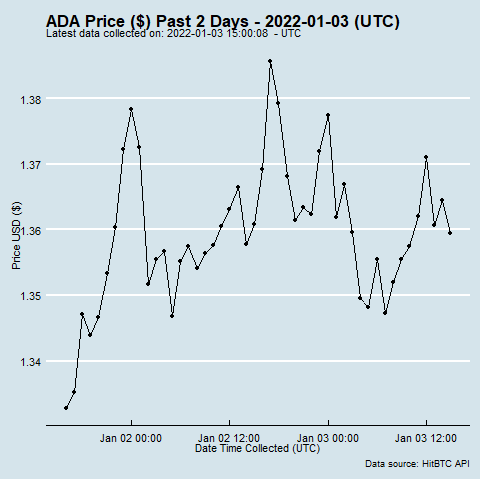 ADA Price ($) Past 2 Days - 2022-01-03 (UTC)
Latest data collected on: 2022-01-03 15:00:08 - UTC
1.38
1.37
1.36
1.35
1.34
Price USD ($)
Jan 02 00:00 Jan 02 12:00 Jan 03 00:00 Jan 03 12:00
Date Time Collected (UTC)
Data source: HitBTC API